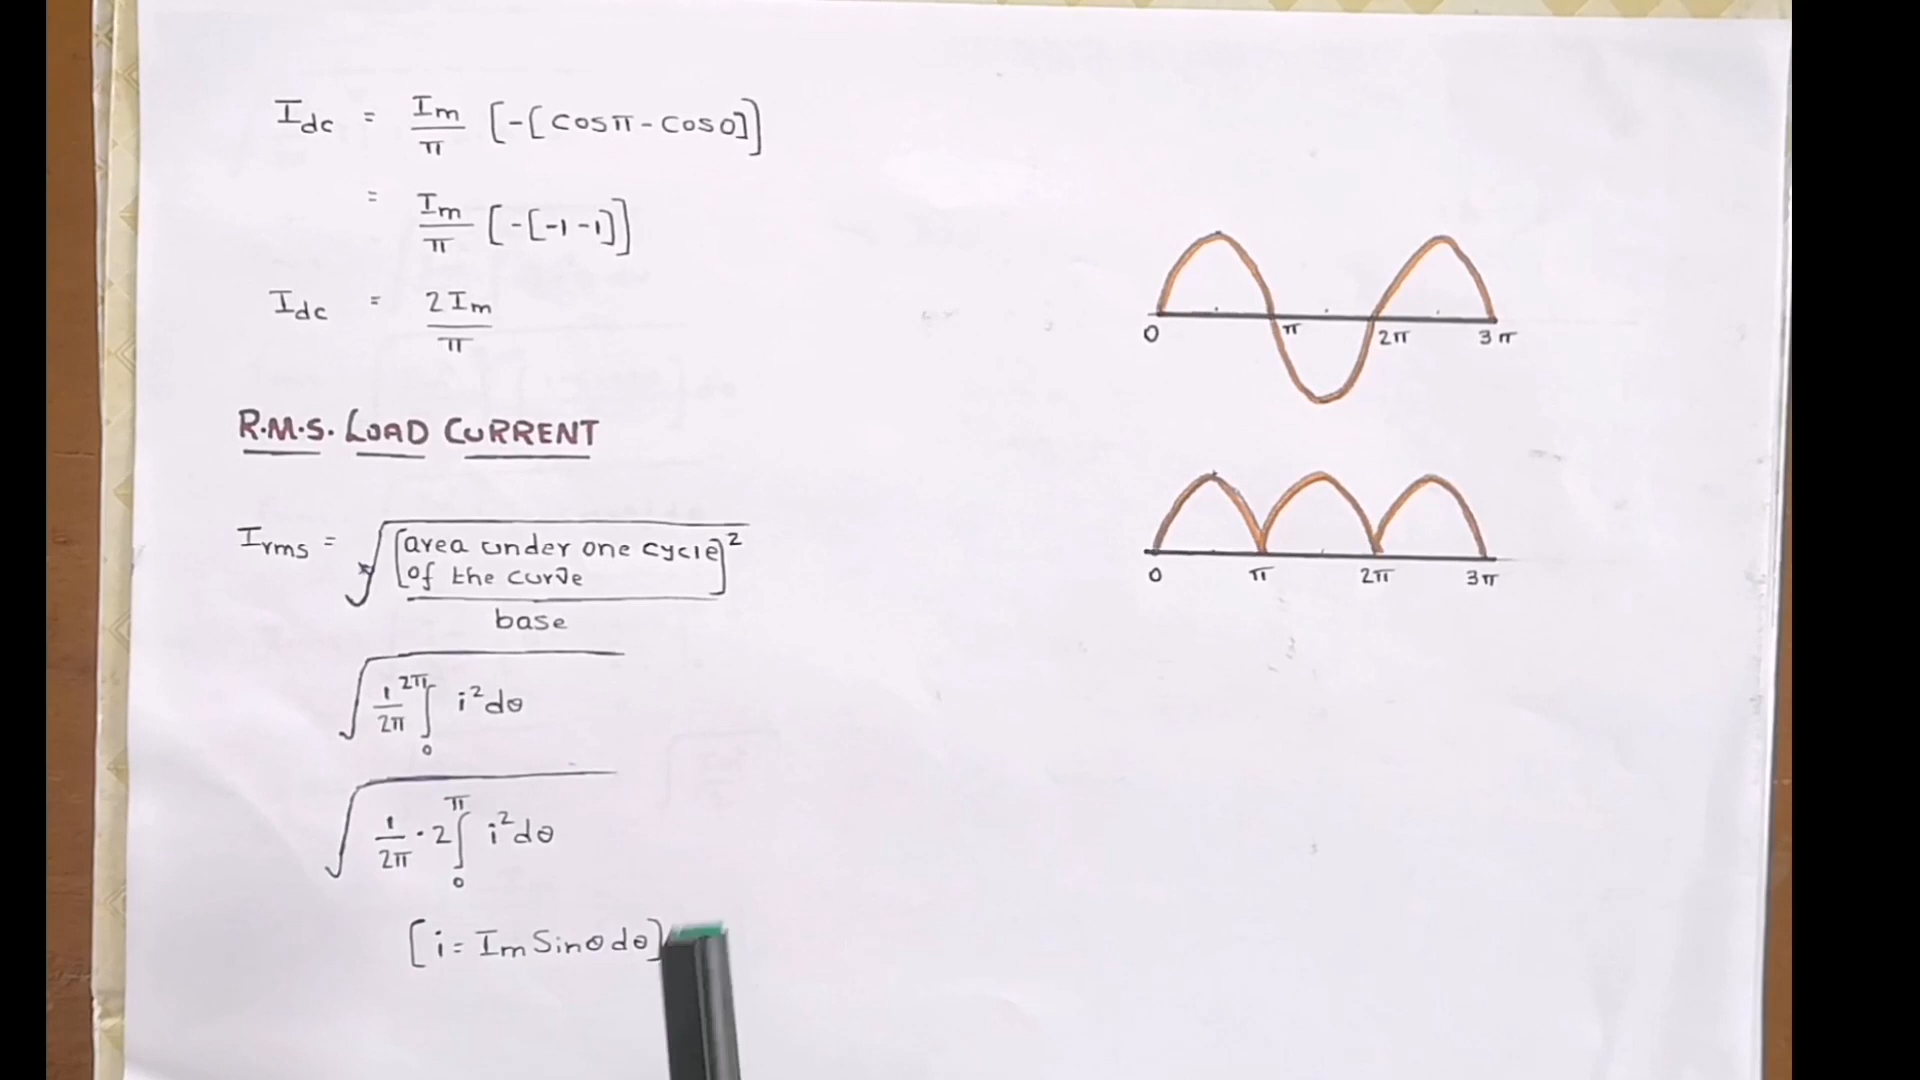 Idc = Im/π [-[cosπ - cos0]]
= Im/π [-[-1-1]]
Idc = 2Im/π
R.M.S. LOAD CURRENT
Irms = √([area under one cycle of the curve]²/base)
√(1/2π ∫₀^2π i²dθ)
√(1/2π · 2∫₀^π i²dθ)
[i = Im Sinθ dθ]
0 π 2π 3π
0 π 2π 3π